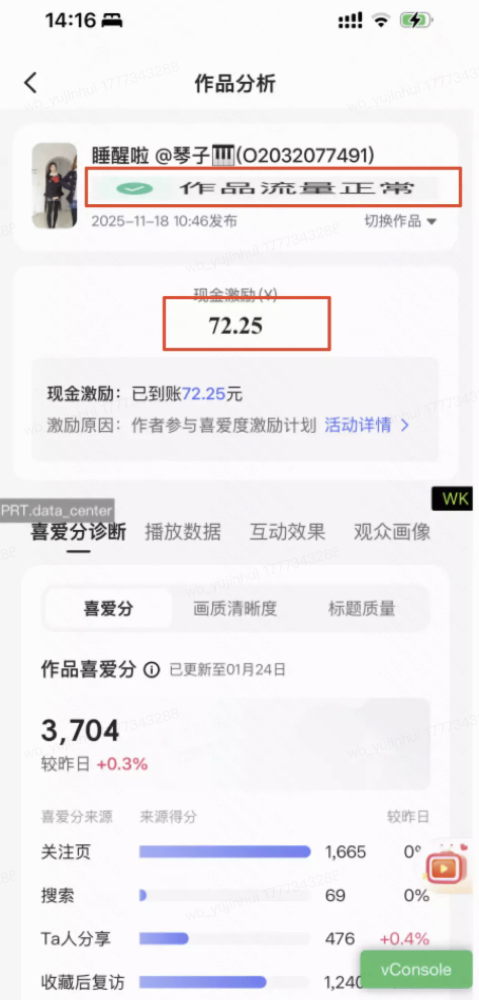 14:16
作品分析
睡醒啦 @琴子🎹(O2032077491)
作品流量正常
2025-11-18 10:46发布 切换作品
现金激励(¥)
72.25
现金激励：已到账72.25元
激励原因：作者参与喜爱度激励计划 活动详情 >
WK
PRT.data_center
喜爱分诊断 播放数据 互动效果 观众画像
喜爱分 画质清晰度 标题质量
作品喜爱分 已更新至01月24日
3,704
较昨日 +0.3%
喜爱分来源 来源得分 较昨日
关注页 1,665
搜索 69 0%
Ta人分享 476 +0.4%
收藏后复访 1,240
vConsole
wb_yujinhui 1777343288